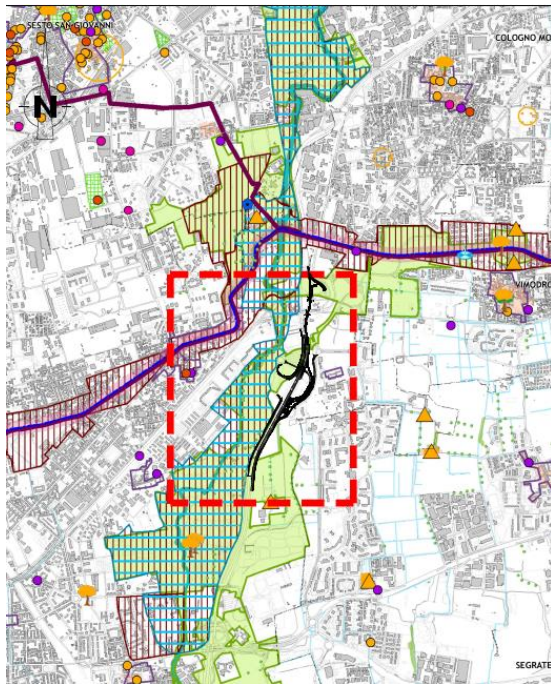 SESTO SAN GIOVANNI
COLOGNO MO
N
VIMODRO
SEGRATE